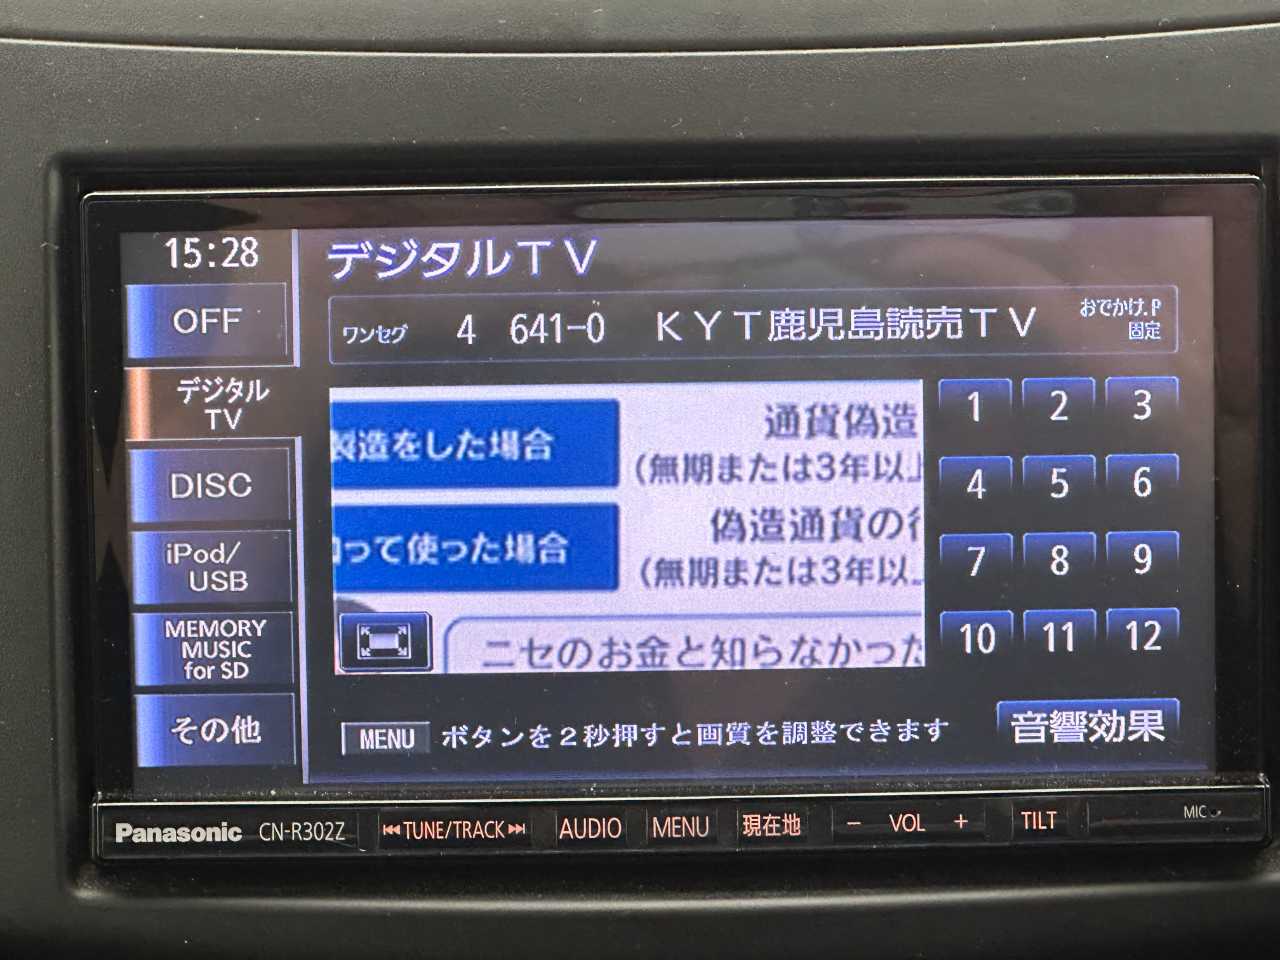 15:28
デジタルTV
OFF
ワンセグ 4 641-0 KYT鹿児島読売TV
おでかけ.P
固定
デジタル
TV
DISC
iPod/
USB
MEMORY
MUSIC
for SD
その他
製造をした場合
通貨偽造
(無期または3年以上
って使った場合
偽造通貨の行
(無期または3年以
ニセのお金と知らなかった
1 2 3
4 5 6
7 8 9
10 11 12
MENU ボタンを2秒押すと画質を調整できます
音響効果
Panasonic CN-R302Z
TUNE/TRACK
AUDIO
MENU
現在地
− VOL +
TILT
MIC